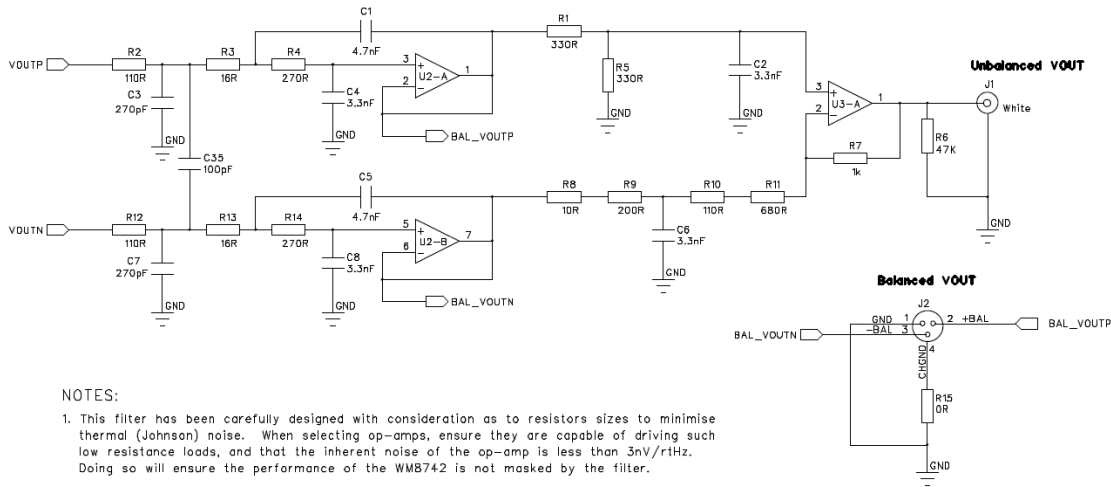 C1
4.7nF
R1
330R
VOUTP
R2
110R
R3
16R
R4
270R
3
2
1
+
−
U2-A
C3
270pF
C4
3.3nF
GND
GND
BAL_VOUTP
R5
330R
GND
C2
3.3nF
GND
3
2
1
+
−
U3-A
Unbalanced VOUT
J1
White
R6
47K
R7
1k
GND
C35
100pF
C5
4.7nF
VOUTN
R12
110R
R13
16R
R14
270R
5
6
7
+
−
U2-B
C7
270pF
C8
3.3nF
GND
GND
BAL_VOUTN
R8
10R
R9
200R
R10
110R
R11
680R
C6
3.3nF
GND
Balanced VOUT
J2
GND 1
2 +BAL
BAL_VOUTP
BAL_VOUTN
-BAL 3
4
CHGND
R15
0R
GND
NOTES:
1. This filter has been carefully designed with consideration as to resistors sizes to minimise
thermal (Johnson) noise. When selecting op-amps, ensure they are capable of driving such
low resistance loads, and that the inherent noise of the op-amp is less than 3nV/rtHz.
Doing so will ensure the performance of the WM8742 is not masked by the filter.